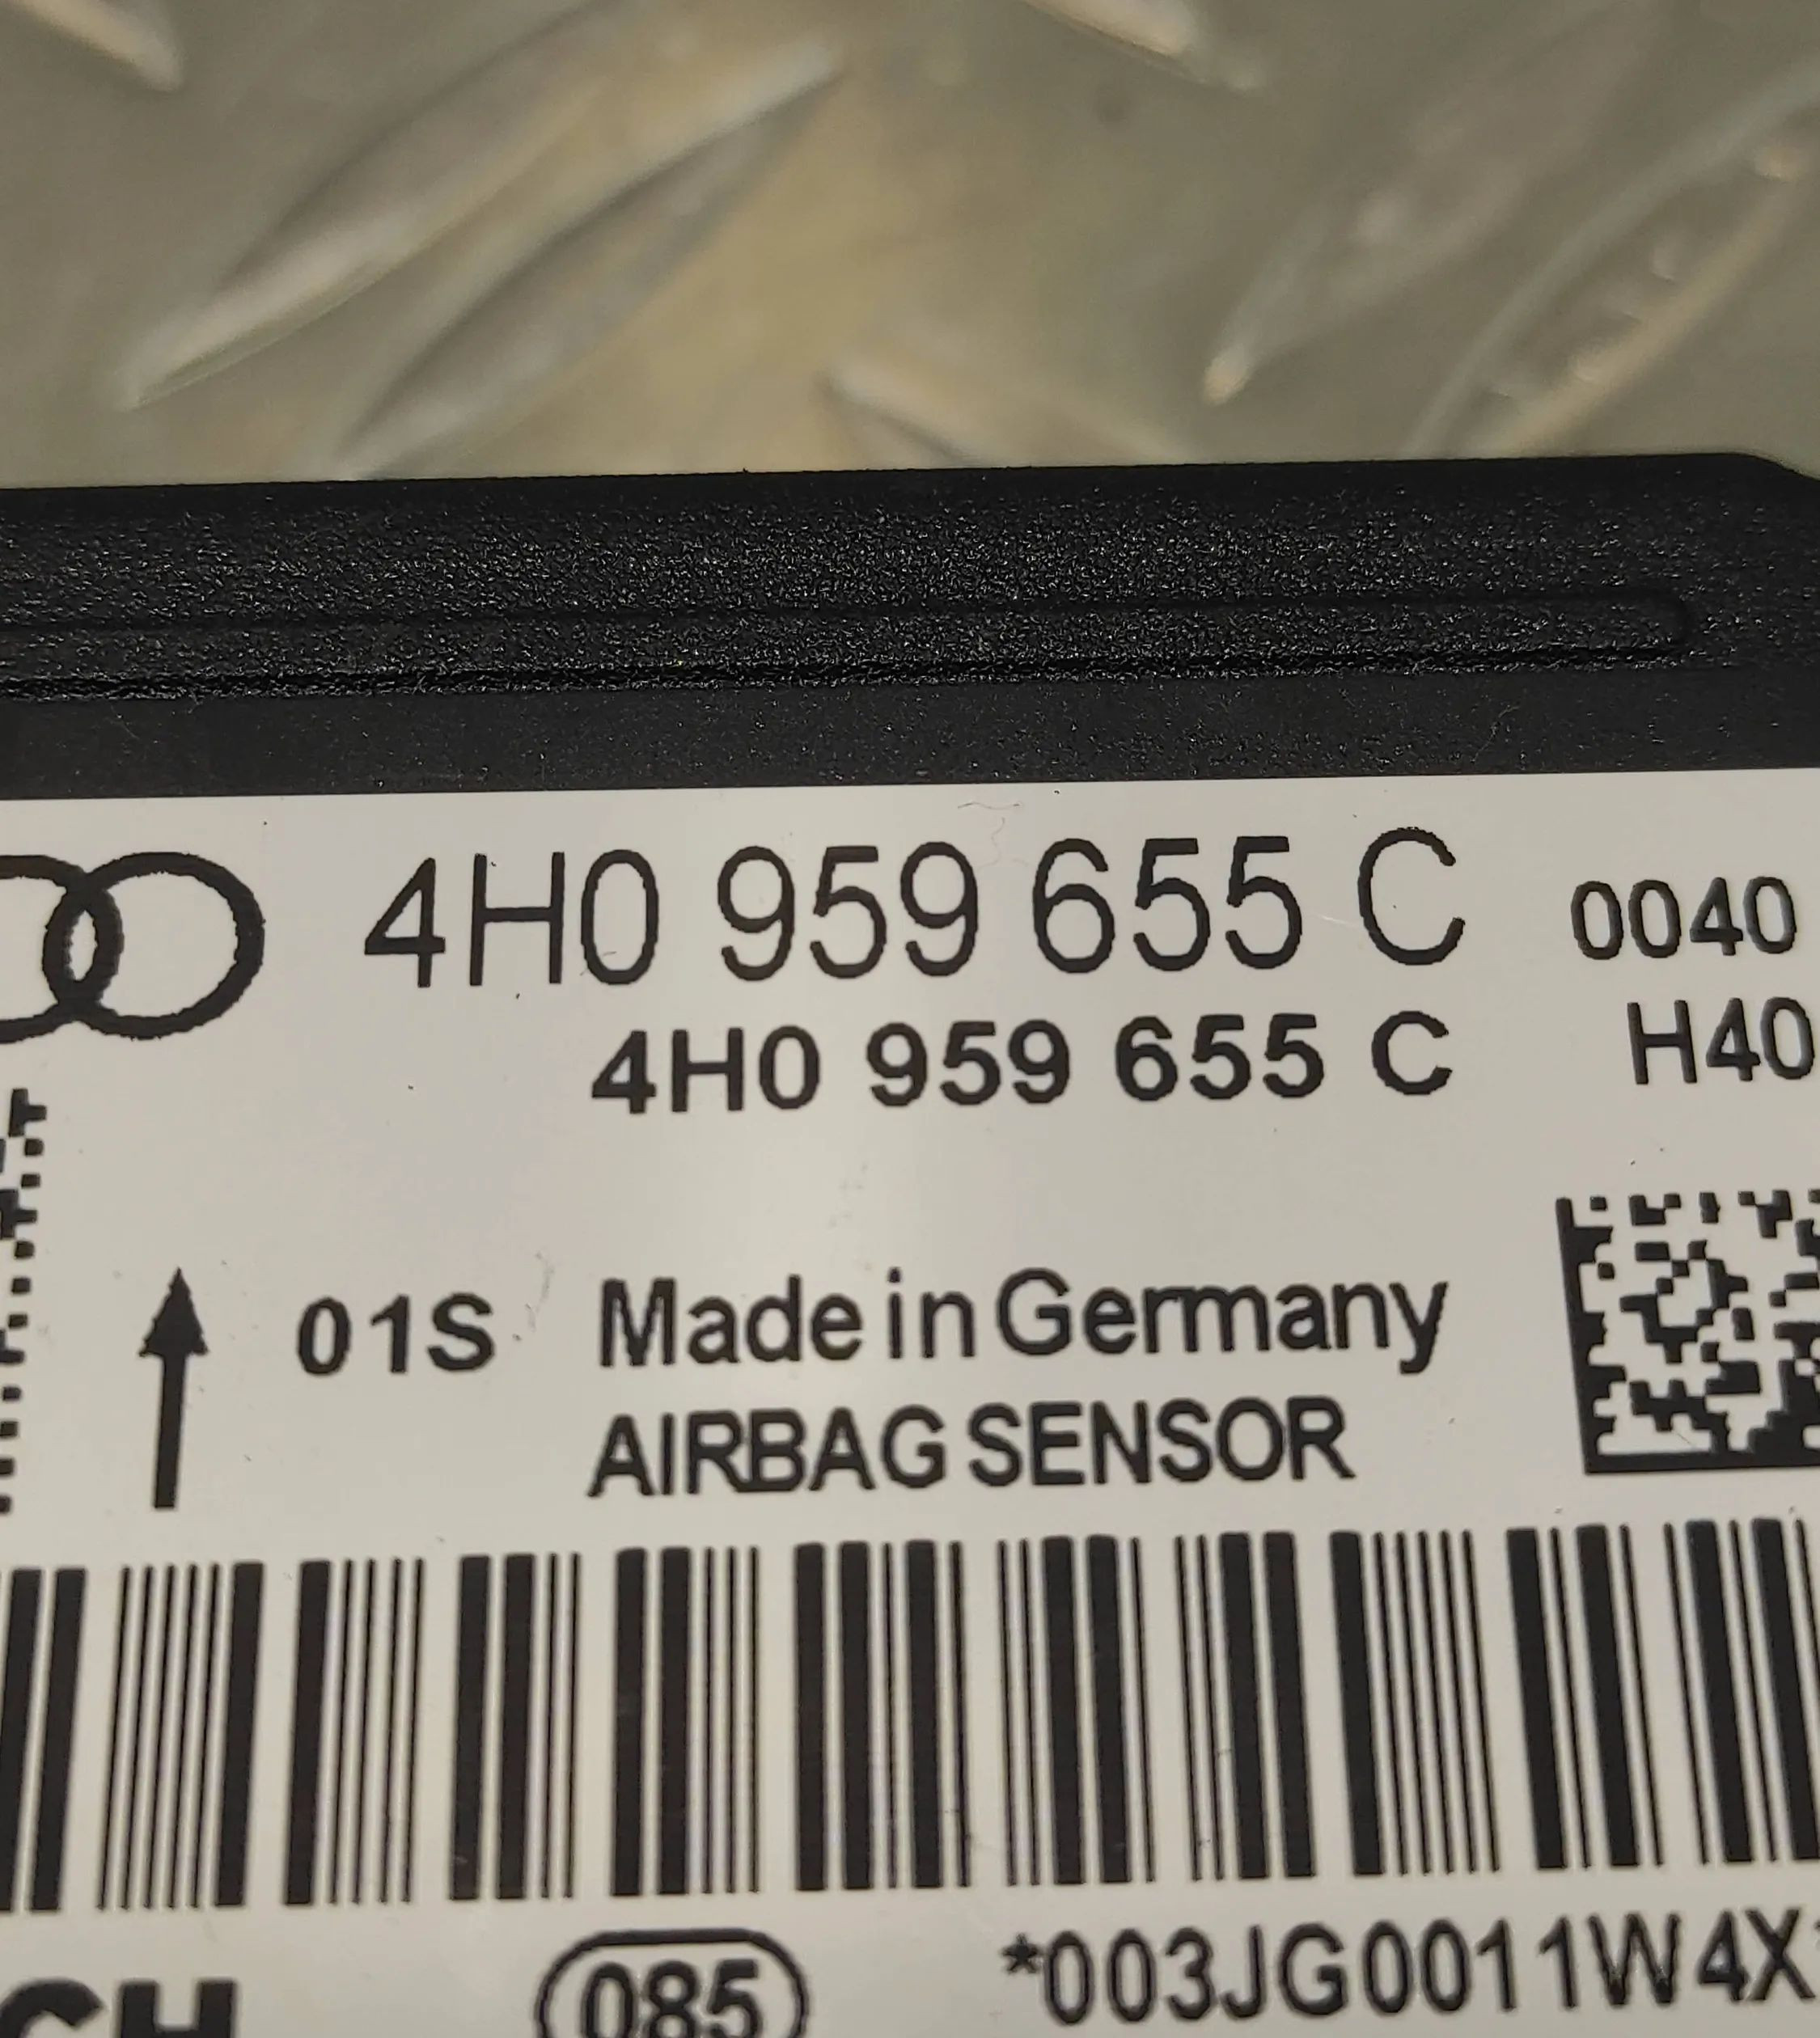 4H0 959 655 C 0040
4H0 959 655 C H40
01S Made in Germany
AIRBAG SENSOR
085 *003JG0011W4X